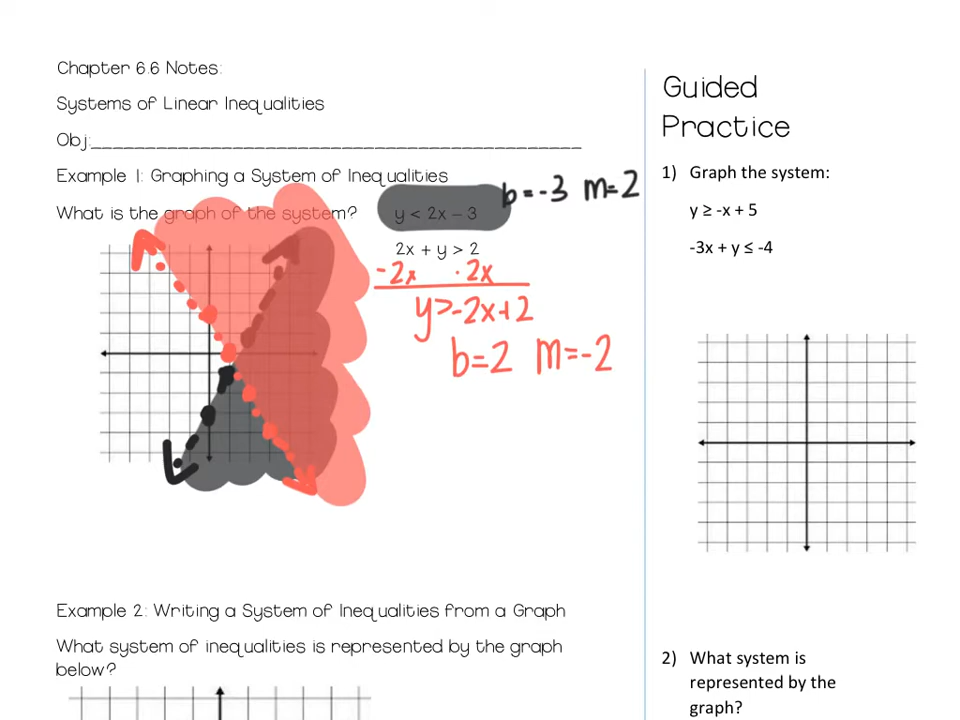 Chapter 6.6 Notes:
Systems of Linear Inequalities
Obj:________________________________________________
Example 1: Graphing a System of Inequalities
What is the graph of the system?
y < 2x – 3
b=-3 m=2
2x + y > 2
-2x -2x
y>-2x+2
b=2 m=-2
Example 2: Writing a System of Inequalities from a Graph
What system of inequalities is represented by the graph
below?
Guided
Practice
1) Graph the system:
y ≥ -x + 5
-3x + y ≤ -4
2) What system is
represented by the
graph?